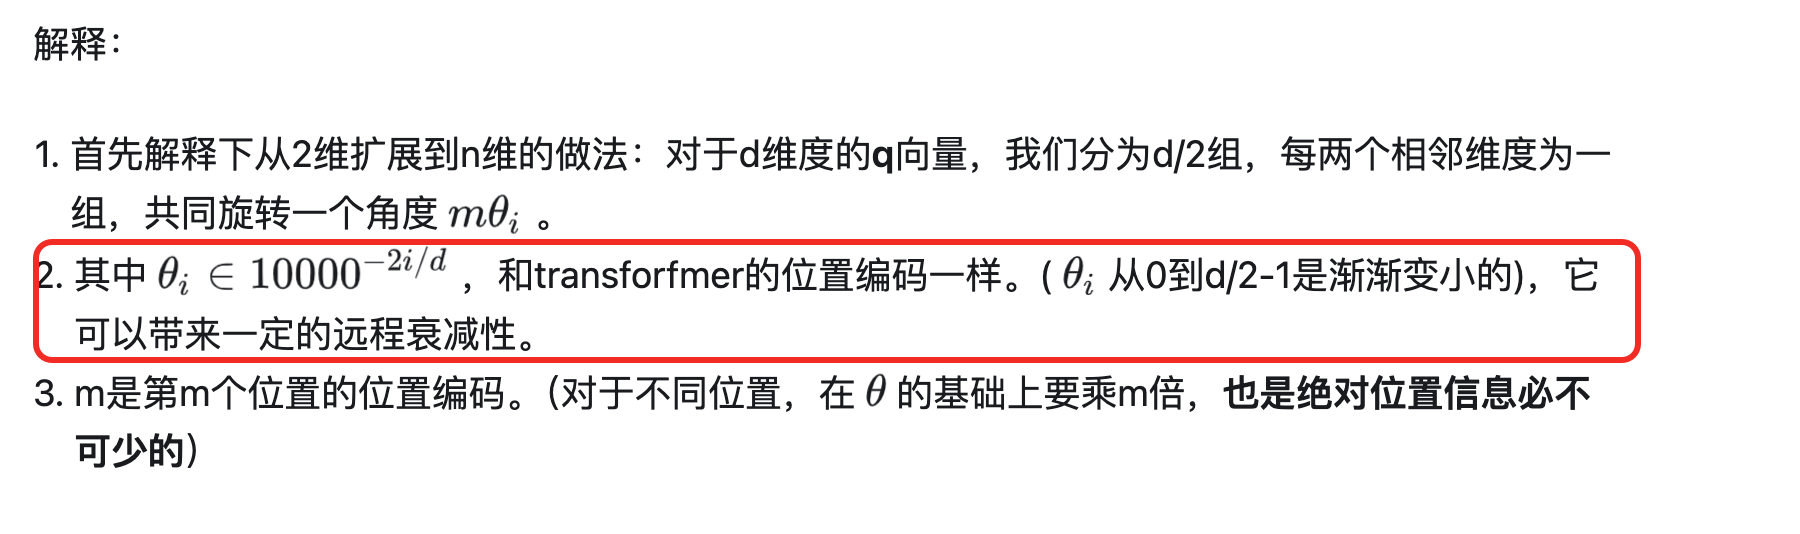 解释：
1. 首先解释下从2维扩展到n维的做法：对于d维度的q向量，我们分为d/2组，每两个相邻维度为一
组，共同旋转一个角度 mθᵢ 。
2. 其中 θᵢ ∈ 10000^{-2i/d} ，和transforfmer的位置编码一样。( θᵢ 从0到d/2-1是渐渐变小的)，它
可以带来一定的远程衰减性。
3. m是第m个位置的位置编码。（对于不同位置，在 θ 的基础上要乘m倍，也是绝对位置信息必不
可少的）